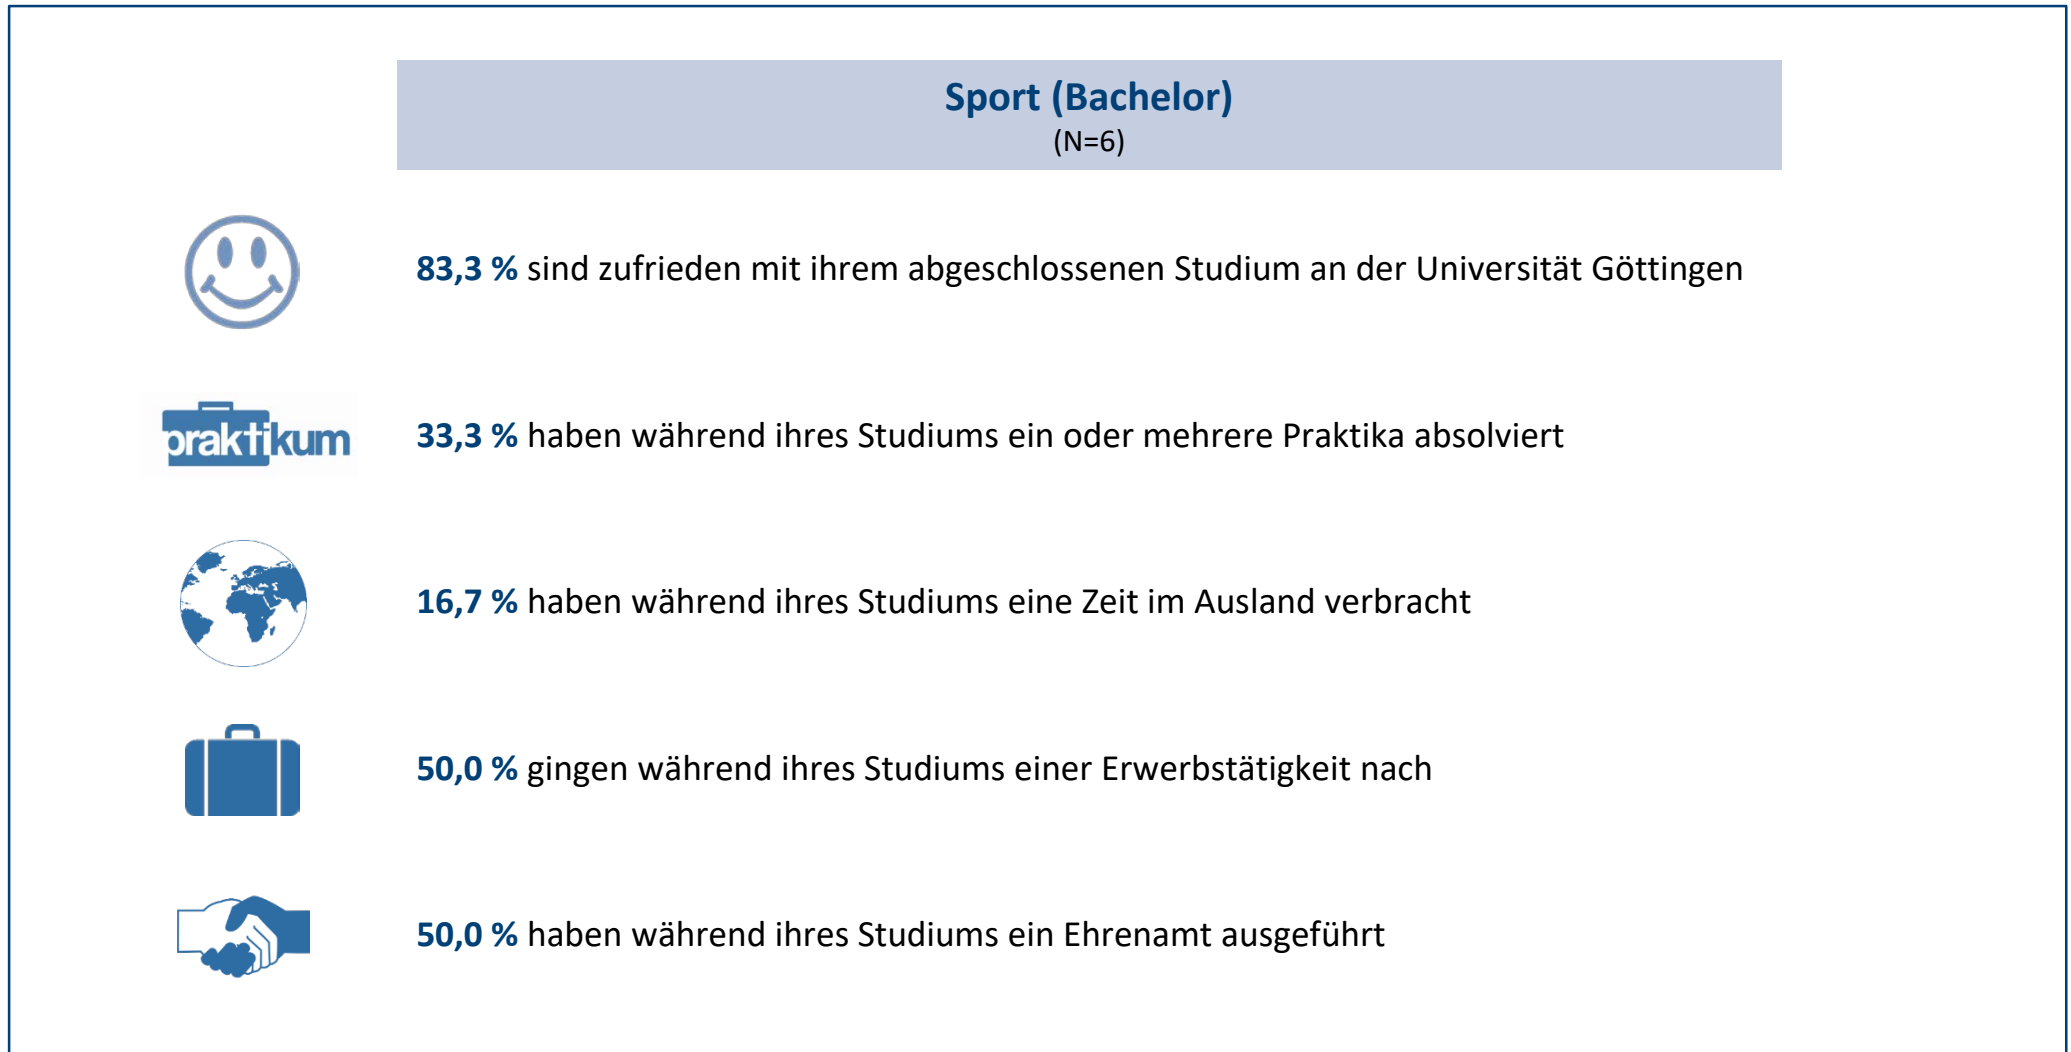 Sport (Bachelor)
(N=6)
83,3 % sind zufrieden mit ihrem abgeschlossenen Studium an der Universität Göttingen
praktikum
33,3 % haben während ihres Studiums ein oder mehrere Praktika absolviert
16,7 % haben während ihres Studiums eine Zeit im Ausland verbracht
50,0 % gingen während ihres Studiums einer Erwerbstätigkeit nach
50,0 % haben während ihres Studiums ein Ehrenamt ausgeführt